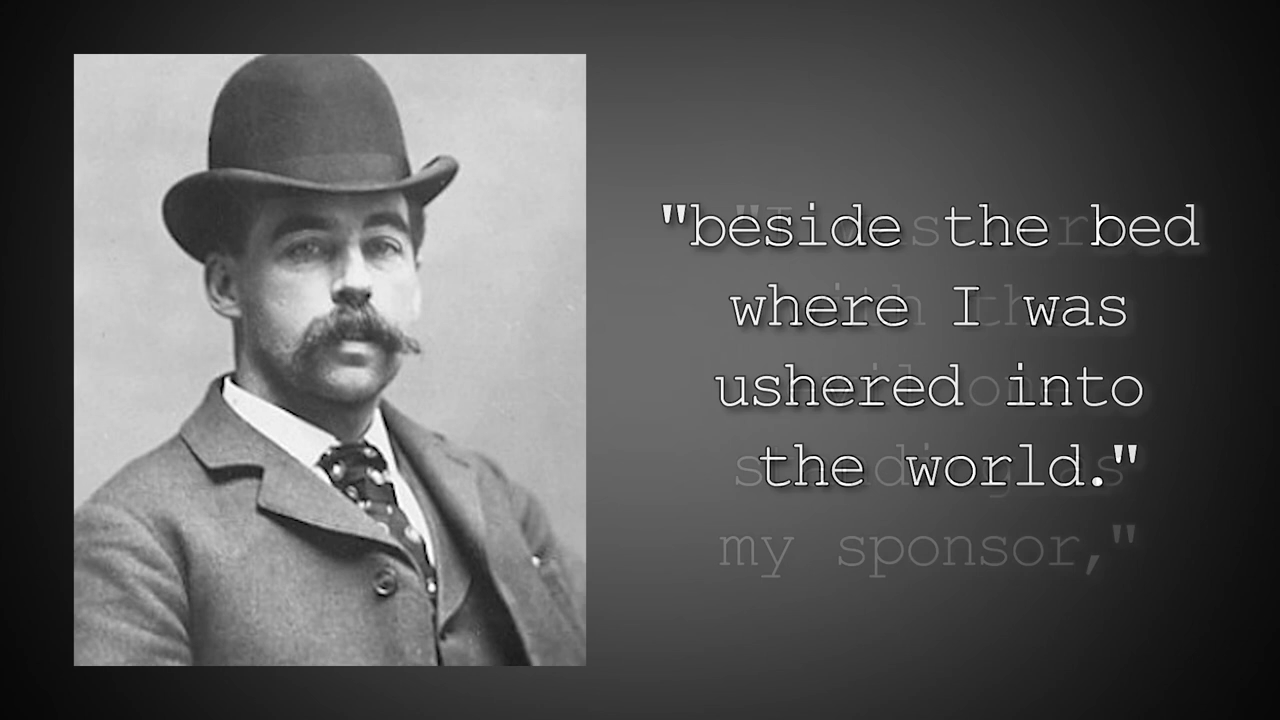 "beside the bed
where I was
ushered into
the world."
my sponsor,"